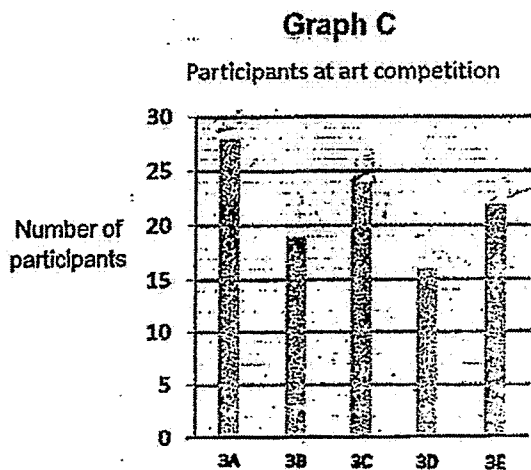 Graph C
Participants at art competition
30
25
20
15
10
5
0
Number of
participants
3A 3B 3C 3D 3E